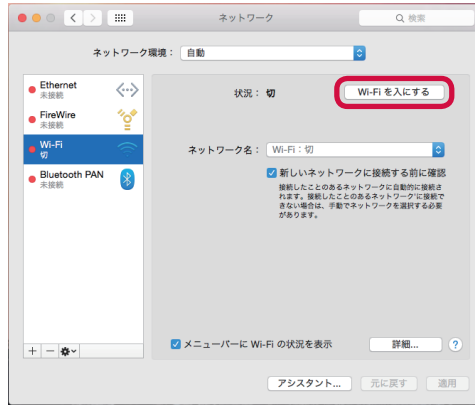 ネットワーク
検索
ネットワーク環境： 自動
Ethernet
未接続
FireWire
未接続
Wi-Fi
切
Bluetooth PAN
未接続
状況： 切
Wi-Fi を入にする
ネットワーク名： Wi-Fi：切
新しいネットワークに接続する前に確認
接続したことのあるネットワークに自動的に接続さ
れます。接続したことのあるネットワークに接続で
きない場合は、手動でネットワークを選択する必要
があります。
メニューバーに Wi-Fi の状況を表示
詳細...
?
アシスタント...
元に戻す
適用